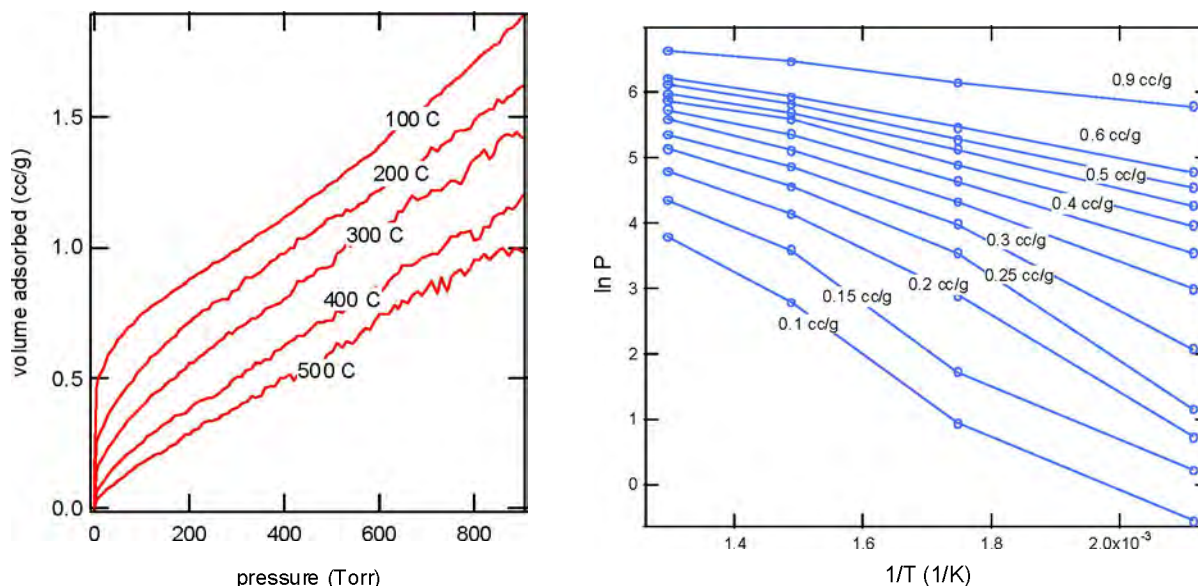 volume adsorbed (cc/g)
1.5
1.0
0.5
0.0
100 C
200 C
300 C
400 C
500 C
0
200
400
600
800
pressure (Torr)
ln P
6
5
4
3
2
1
0
0.9 cc/g
0.6 cc/g
0.5 cc/g
0.4 cc/g
0.3 cc/g
0.25 cc/g
0.2 cc/g
0.15 cc/g
0.1 cc/g
1.4
1.6
1.8
2.0x10⁻³
1/T (1/K)